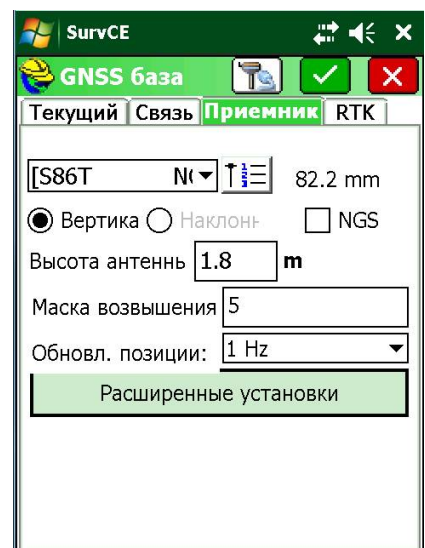 SurvCE
GNSS база
Текущий Связь Приемник RTK
[S86T N( 82.2 mm
Вертика Наклонн NGS
Высота антеннь 1.8 m
Маска возвышения 5
Обновл. позиции: 1 Hz
Расширенные установки